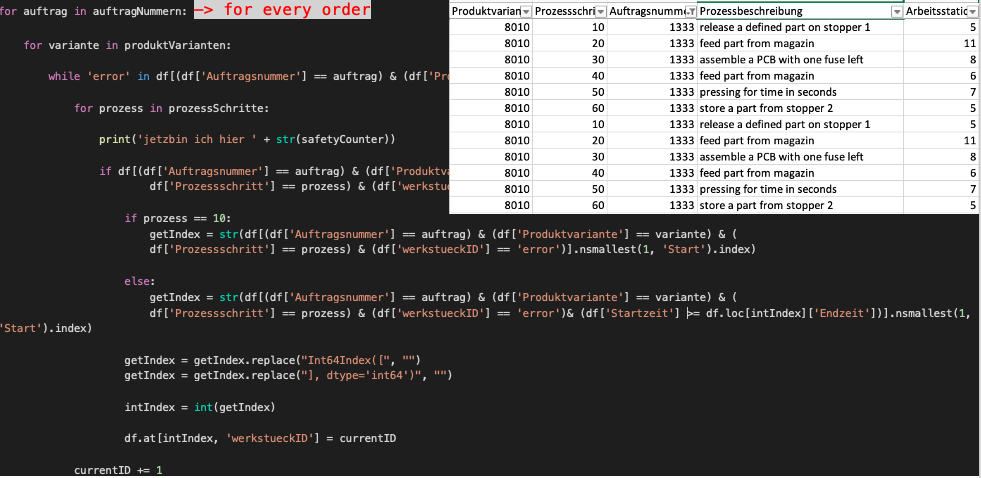 for auftrag in auftragNummern: —> for every order
for variante in produktVarianten:
while 'error' in df[(df['Auftragsnummer'] == auftrag) & (df['Pr
for prozess in prozessSchritte:
print('jetzbin ich hier ' + str(safetyCounter))
if df[(df['Auftragsnummer'] == auftrag) & (df['Produktva
df['Prozessschritt'] == prozess) & (df['werkstue
if prozess == 10:
getIndex = str(df[(df['Auftragsnummer'] == auftrag) & (df['Produktvariante'] == variante) & (
df['Prozessschritt'] == prozess) & (df['werkstueckID'] == 'error')].nsmallest(1, 'Start').index)
else:
getIndex = str(df[(df['Auftragsnummer'] == auftrag) & (df['Produktvariante'] == variante) & (
df['Prozessschritt'] == prozess) & (df['werkstueckID'] == 'error')& (df['Startzeit'] >= df.loc[intIndex]['Endzeit'])].nsmallest(1,
'Start').index)
getIndex = getIndex.replace("Int64Index([", "")
getIndex = getIndex.replace("], dtype='int64')", "")
intIndex = int(getIndex)
df.at[intIndex, 'werkstueckID'] = currentID
currentID += 1
Produktvarian Prozessschri Auftragsnumm Prozessbeschreibung Arbeitsstatio
8010 10 1333 release a defined part on stopper 1 5
8010 20 1333 feed part from magazin 11
8010 30 1333 assemble a PCB with one fuse left 8
8010 40 1333 feed part from magazin 6
8010 50 1333 pressing for time in seconds 7
8010 60 1333 store a part from stopper 2 5
8010 10 1333 release a defined part on stopper 1 5
8010 20 1333 feed part from magazin 11
8010 30 1333 assemble a PCB with one fuse left 8
8010 40 1333 feed part from magazin 6
8010 50 1333 pressing for time in seconds 7
8010 60 1333 store a part from stopper 2 5